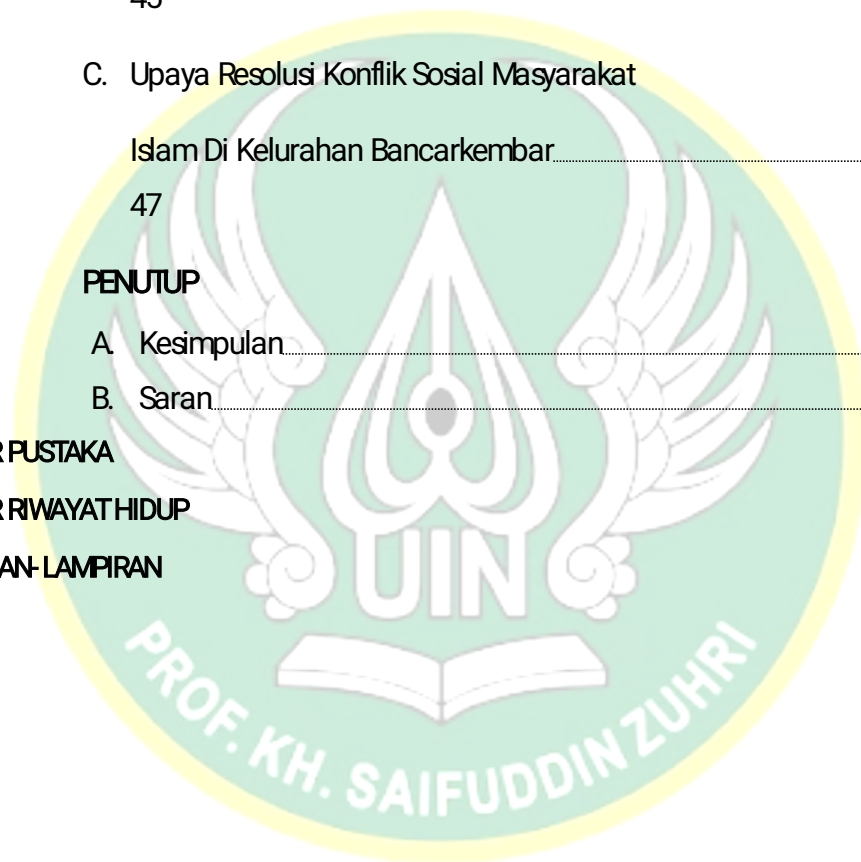 45
C. Upaya Resolusi Konflik Sosial Masyarakat
Islam Di Kelurahan Bancarkembar
47
PENUTUP
A. Kesimpulan
B. Saran
R PUSTAKA
R RIWAYAT HIDUP
AN- LAMPIRAN
UIN
PROF. KH. SAIFUDDIN ZUHRI